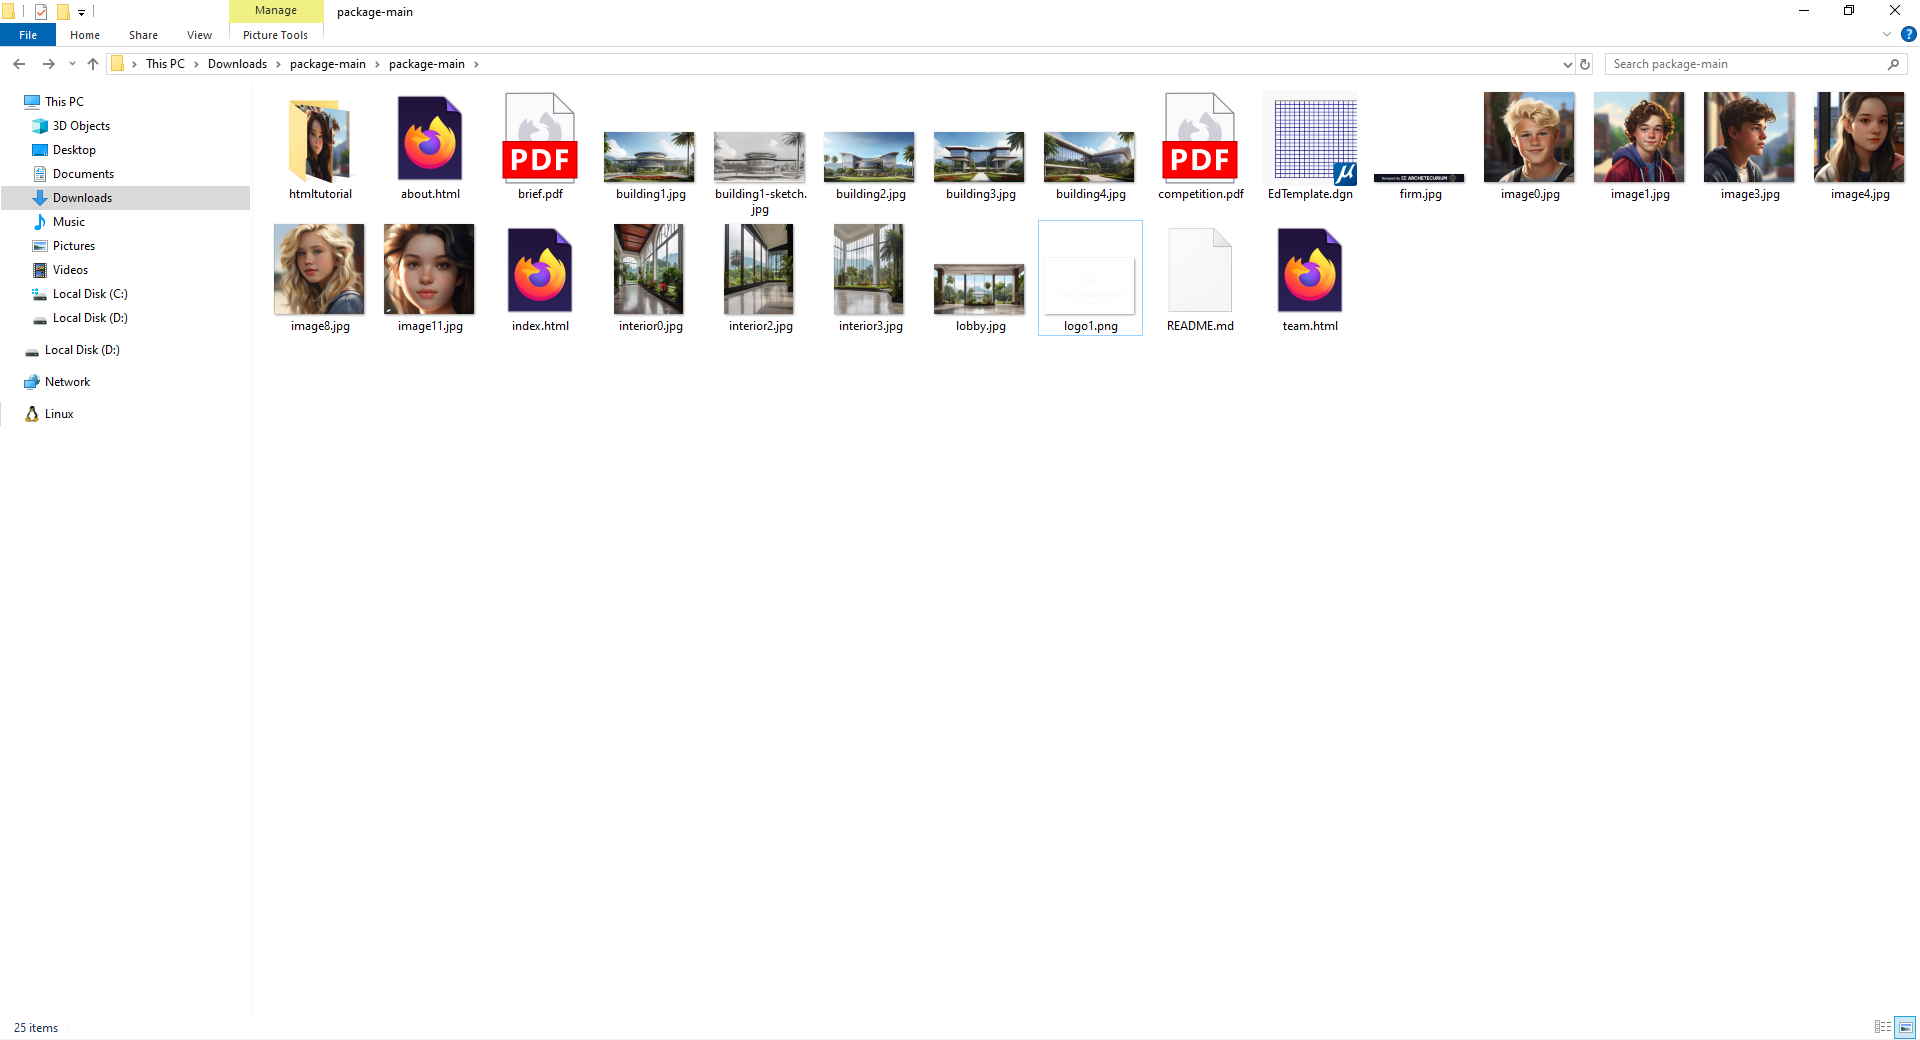 Manage
package-main
File
Home
Share
View
Picture Tools
This PC
Downloads
package-main
package-main
Search package-main
This PC
3D Objects
Desktop
Documents
Downloads
Music
Pictures
Videos
Local Disk (C:)
Local Disk (D:)
Local Disk (D:)
Network
Linux
PDF
PDF
µ
Designed By EE ARCHETECURIUM
htmltutorial
about.html
brief.pdf
building1.jpg
building1-sketch.
jpg
building2.jpg
building3.jpg
building4.jpg
competition.pdf
EdTemplate.dgn
firm.jpg
image0.jpg
image1.jpg
image3.jpg
image4.jpg
image8.jpg
image11.jpg
index.html
interior0.jpg
interior2.jpg
interior3.jpg
lobby.jpg
logo1.png
README.md
team.html
25 items